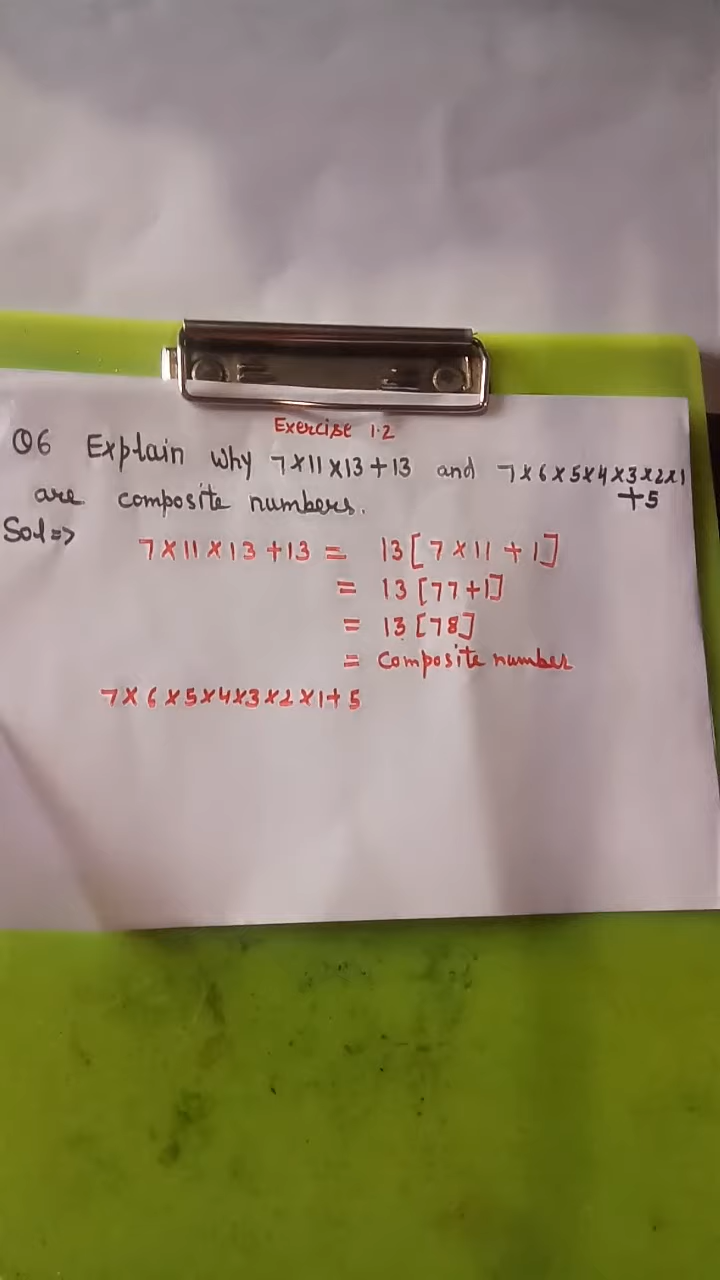 Exercise 1.2
Q6 Explain why 7×11×13+13 and 7×6×5×4×3×2×1
+5
are composite numbers.
Sol=>
7×11×13+13 = 13[7×11+1]
= 13[77+1]
= 13[78]
= Composite number
7×6×5×4×3×2×1+5